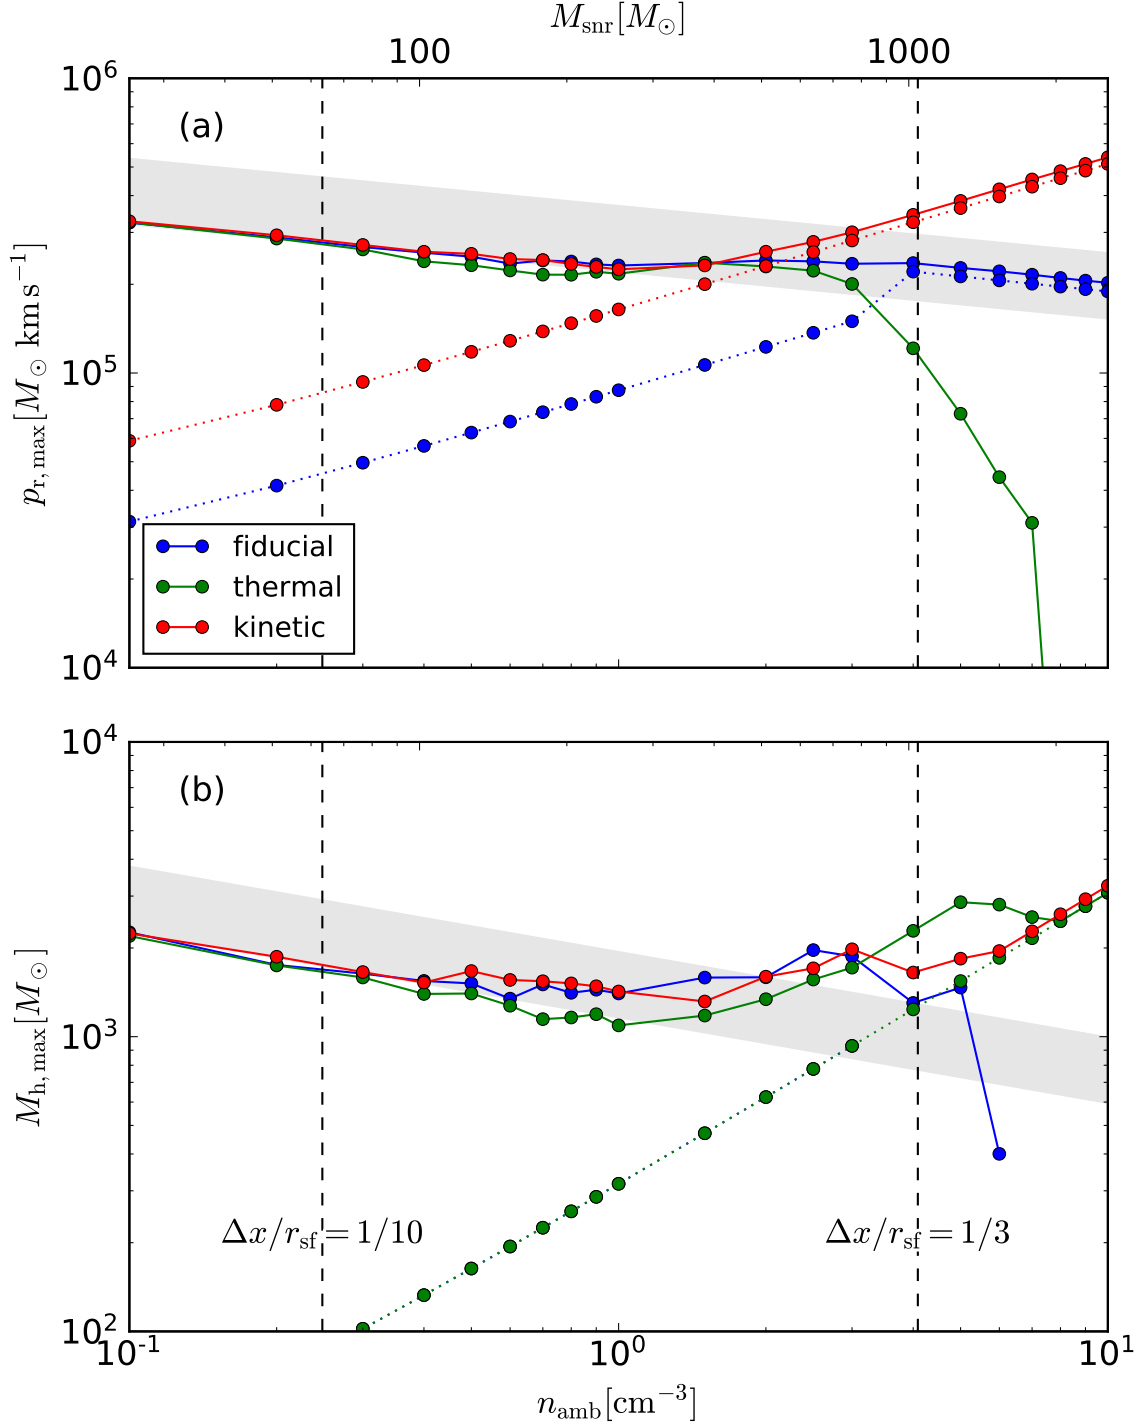 M_snr[M_⊙]
100 1000
10^6
(a)
10^5
p_r,max[M_⊙ km s^−1]
fiducial
thermal
kinetic
10^4
10^4
(b)
10^3
M_h,max[M_⊙]
Δx/r_sf = 1/10 Δx/r_sf = 1/3
10^2
10^-1 10^0 10^1
n_amb[cm^−3]